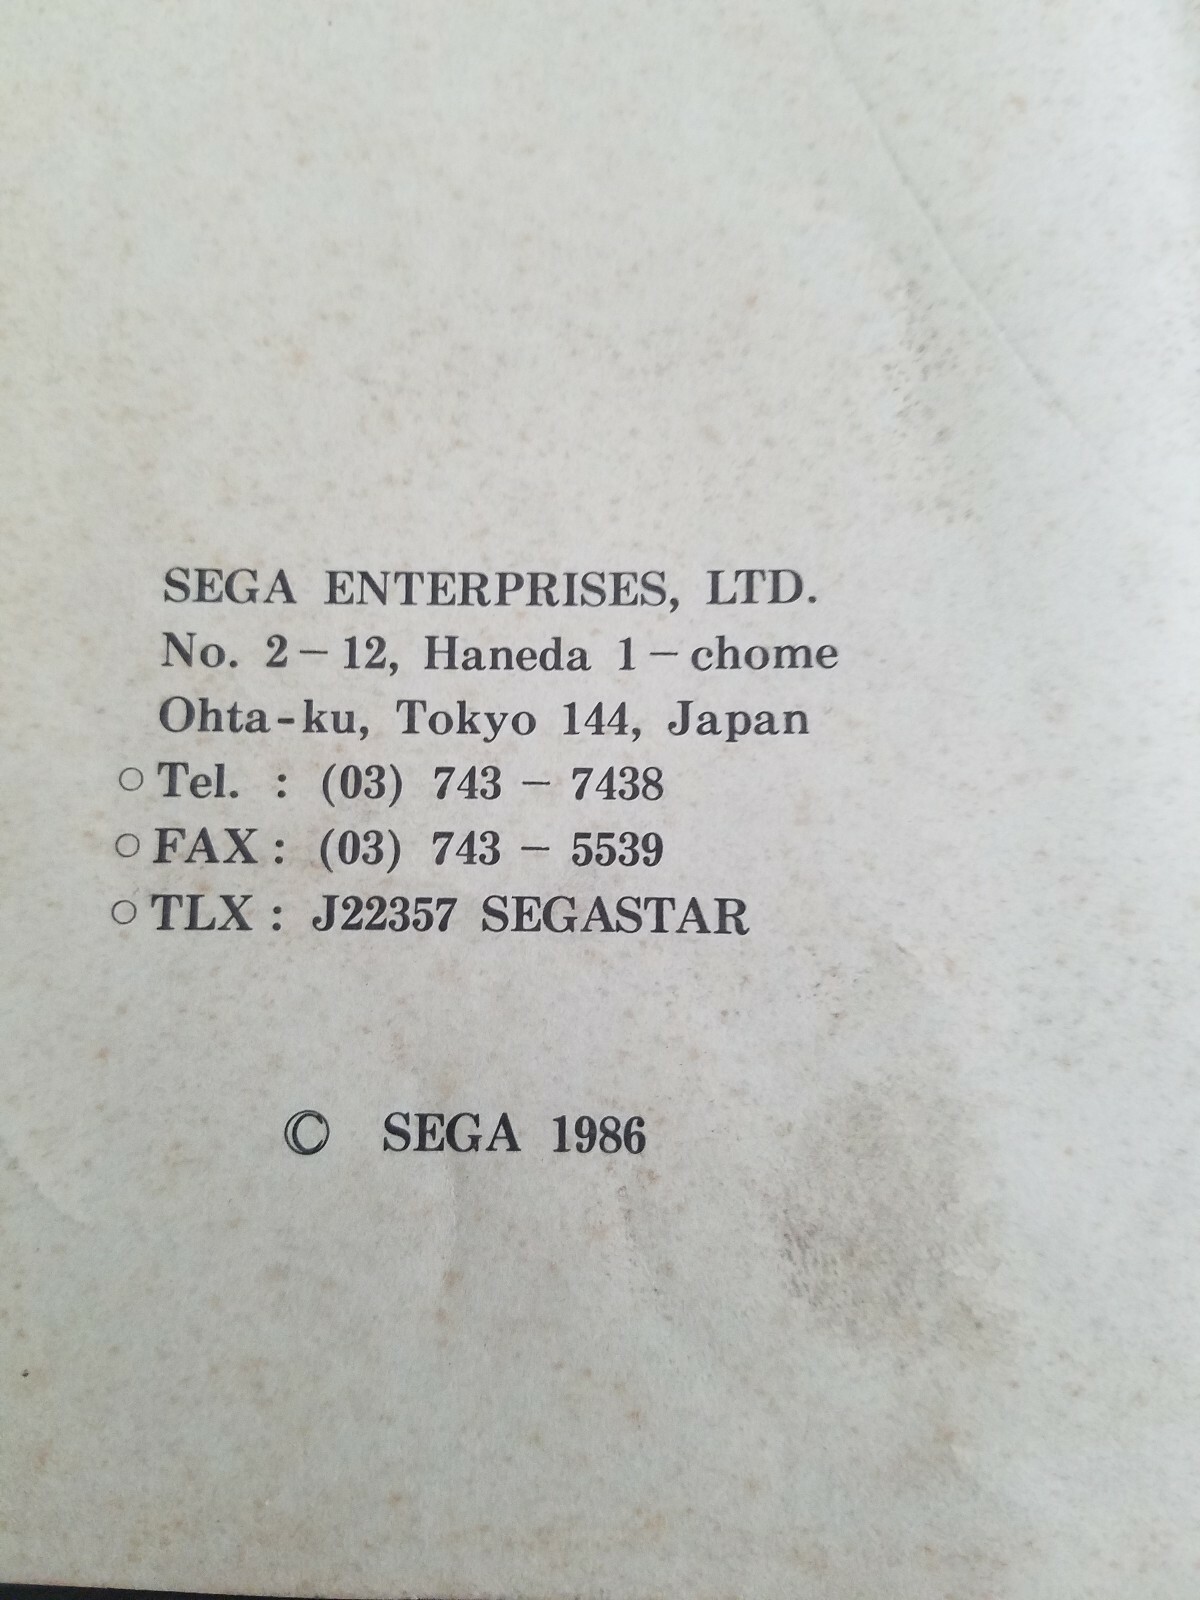 SEGA ENTERPRISES, LTD.
No. 2－12, Haneda 1－chome
Ohta-ku, Tokyo 144, Japan
○ Tel. : (03) 743 － 7438
○ FAX : (03) 743 － 5539
○ TLX : J22357 SEGASTAR
© SEGA 1986